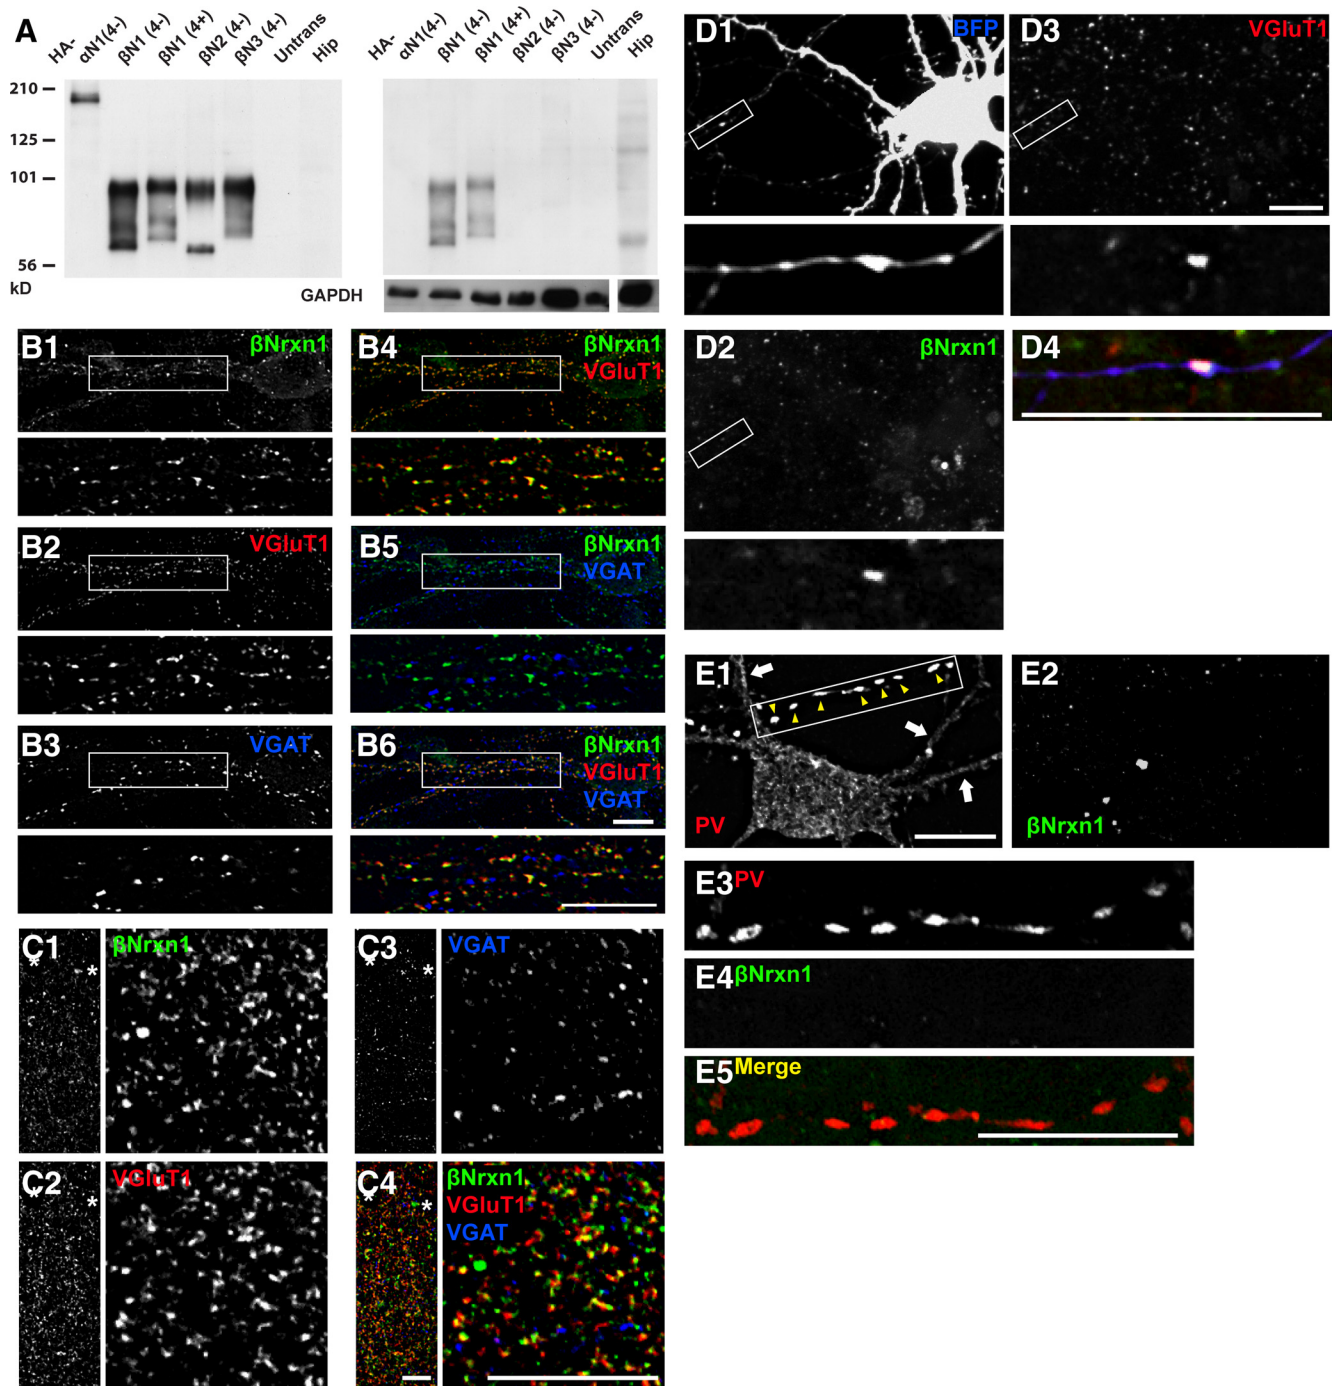 A
HA- αN1(4-) βN1 (4-) βN1 (4+) βN2 (4-) βN3 (4-) Untrans Hip
HA- αN1(4-) βN1 (4-) βN1 (4+) βN2 (4-) βN3 (4-) Untrans Hip
210
125
101
56
kD
GAPDH
B1 βNrxn1
B2 VGluT1
B3 VGAT
B4 βNrxn1
VGluT1
B5 βNrxn1
VGAT
B6 βNrxn1
VGluT1
VGAT
C1 βNrxn1
* *
C2 VGluT1
* *
C3 VGAT
* *
C4 βNrxn1
* *
VGluT1
VGAT
D1 BFP
D2 βNrxn1
D3 VGluT1
D4
E1
PV
E2
βNrxn1
E3 PV
E4 βNrxn1
E5 Merge